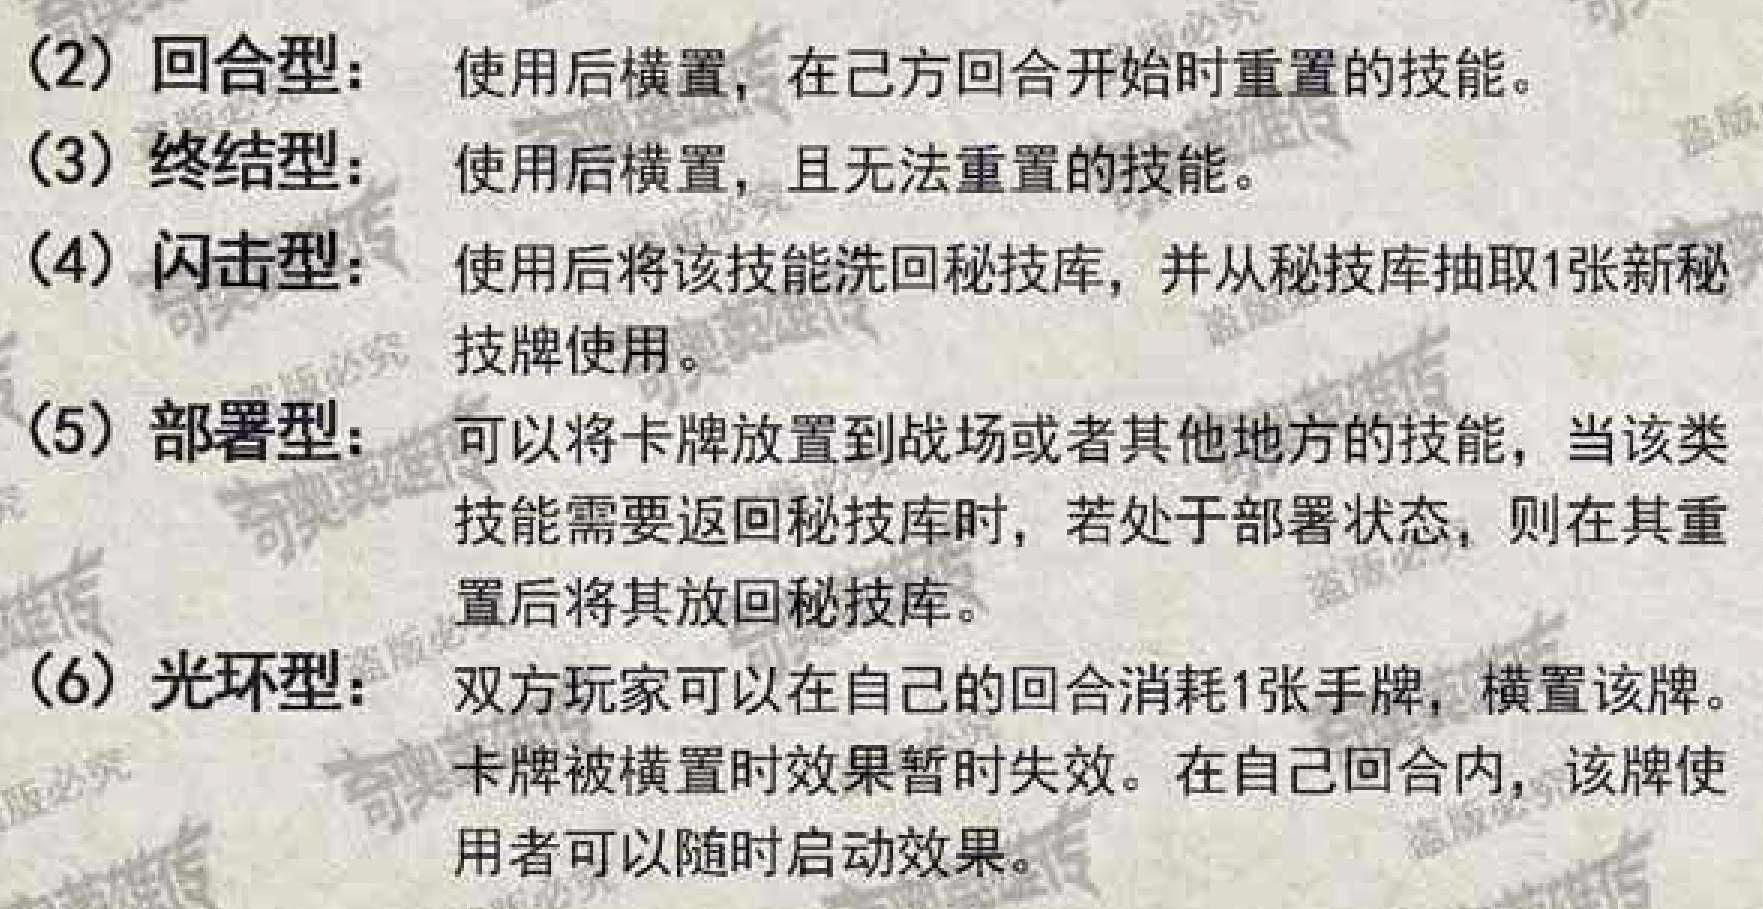 （2）回合型： 使用后横置，在己方回合开始时重置的技能。
（3）终结型： 使用后横置，且无法重置的技能。
（4）闪击型： 使用后将该技能洗回秘技库，并从秘技库抽取1张新秘
技牌使用。
（5）部署型： 可以将卡牌放置到战场或者其他地方的技能，当该类
技能需要返回秘技库时，若处于部署状态，则在其重
置后将其放回秘技库。
（6）光环型： 双方玩家可以在自己的回合消耗1张手牌，横置该牌。
卡牌被横置时效果暂时失效。在自己回合内，该牌使
用者可以随时启动效果。